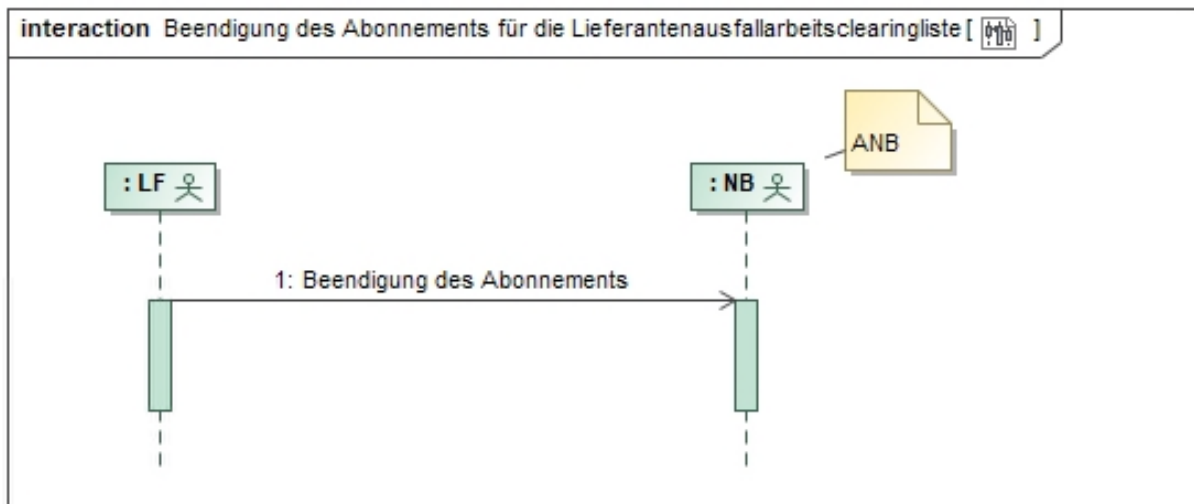 interaction Beendigung des Abonnements für die Lieferantenausfallarbeitsclearingliste [ ]
ANB
: LF
: NB
1: Beendigung des Abonnements